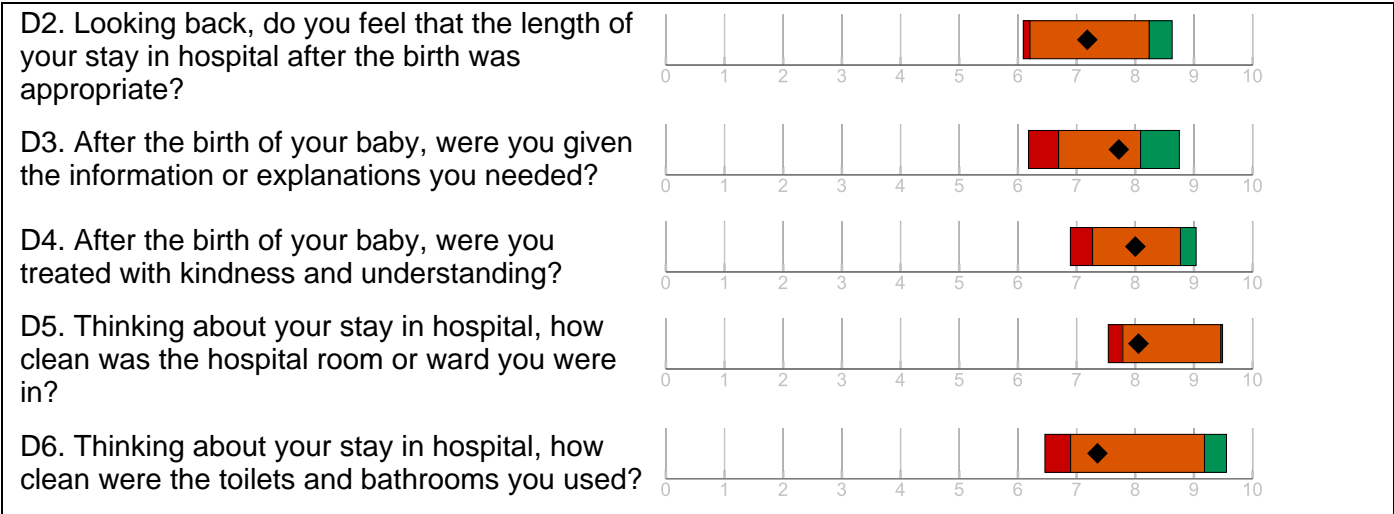 D2. Looking back, do you feel that the length of
your stay in hospital after the birth was
appropriate?
0 1 2 3 4 5 6 7 8 9 10
D3. After the birth of your baby, were you given
the information or explanations you needed?
0 1 2 3 4 5 6 7 8 9 10
D4. After the birth of your baby, were you
treated with kindness and understanding?
0 1 2 3 4 5 6 7 8 9 10
D5. Thinking about your stay in hospital, how
clean was the hospital room or ward you were
in?
0 1 2 3 4 5 6 7 8 9 10
D6. Thinking about your stay in hospital, how
clean were the toilets and bathrooms you used?
0 1 2 3 4 5 6 7 8 9 10